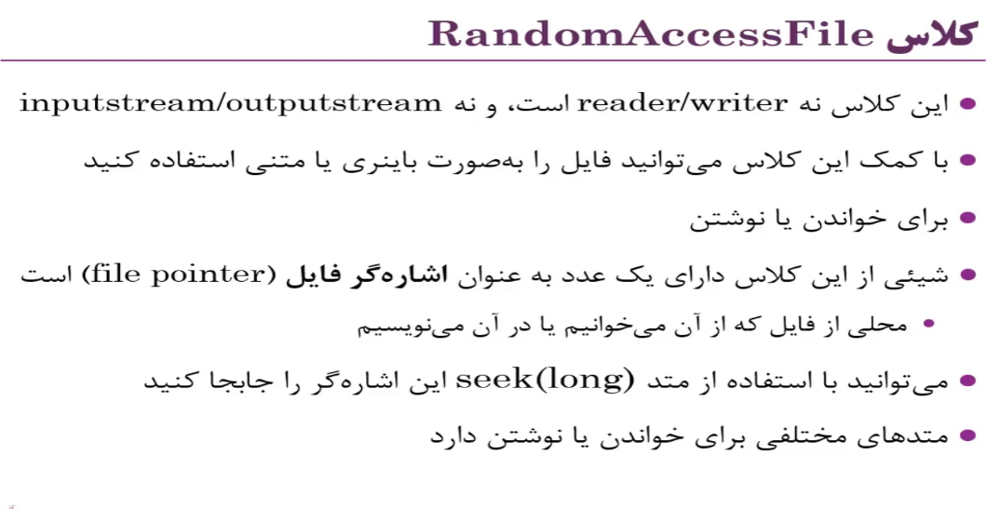 کلاس RandomAccessFile
این کلاس نه reader/writer است، و نه inputstream/outputstream
با کمک این کلاس می‌توانید فایل را به‌صورت باینری یا متنی استفاده کنید
برای خواندن یا نوشتن
شیئی از این کلاس دارای یک عدد به عنوان اشاره‌گر فایل (file pointer) است
محلی از فایل که از آن می‌خوانیم یا در آن می‌نویسیم
می‌توانید با استفاده از متد seek(long) این اشاره‌گر را جابجا کنید
متدهای مختلفی برای خواندن یا نوشتن دارد